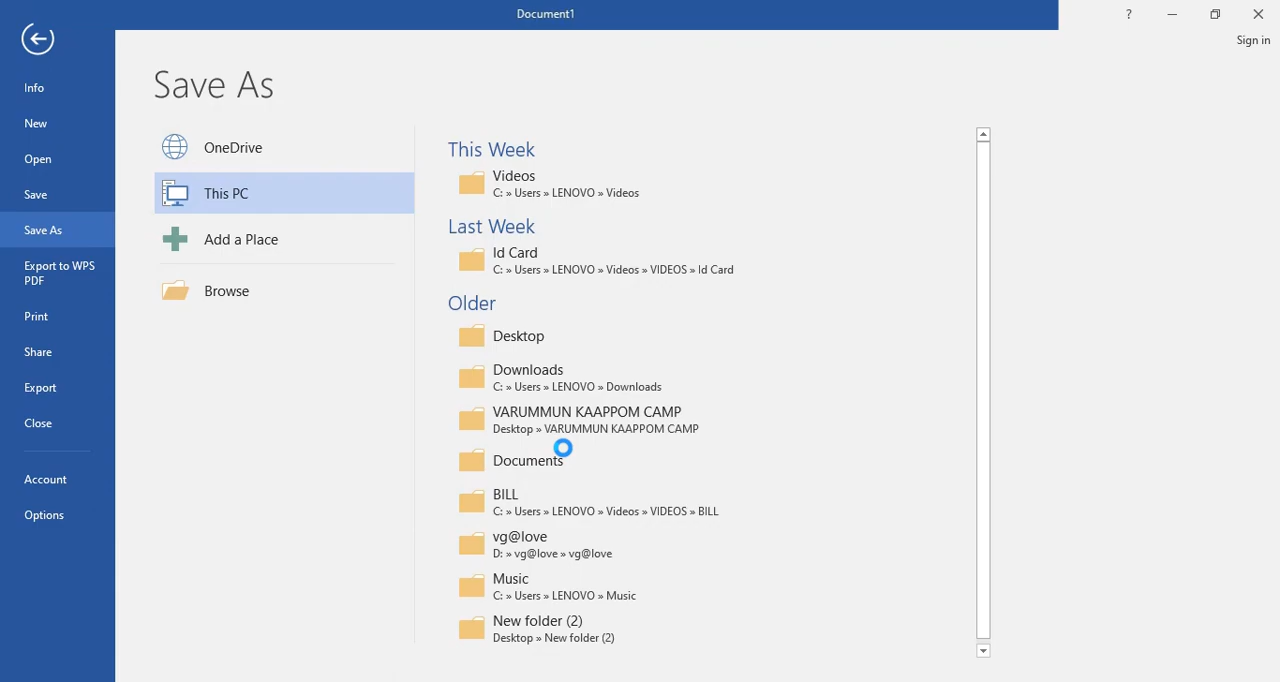 Document1
?
Sign in
Info
New
Open
Save
Save As
Export to WPS
PDF
Print
Share
Export
Close
Account
Options
Save As
OneDrive
This PC
Add a Place
Browse
This Week
Videos
C: » Users » LENOVO » Videos
Last Week
Id Card
C: » Users » LENOVO » Videos » VIDEOS » Id Card
Older
Desktop
Downloads
C: » Users » LENOVO » Downloads
VARUMMUN KAAPPOM CAMP
Desktop » VARUMMUN KAAPPOM CAMP
Documents
BILL
C: » Users » LENOVO » Videos » VIDEOS » BILL
vg@love
D: » vg@love » vg@love
Music
C: » Users » LENOVO » Music
New folder (2)
Desktop » New folder (2)